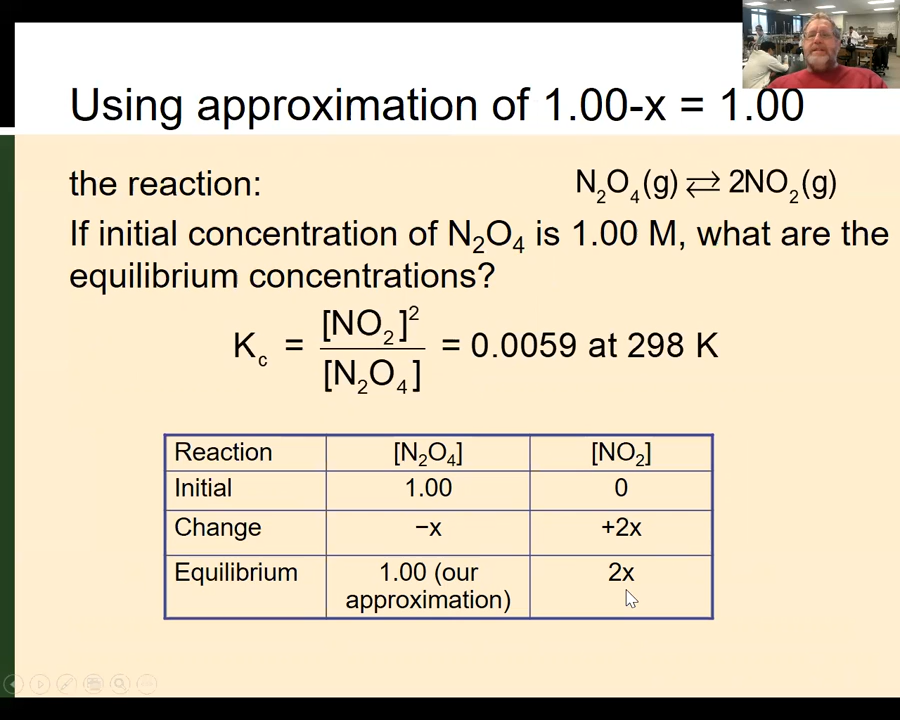 Using approximation of 1.00-x = 1.00
the reaction: N₂O₄(g) ⇄ 2NO₂(g)
If initial concentration of N₂O₄ is 1.00 M, what are the
equilibrium concentrations?
K_c = [NO₂]² / [N₂O₄] = 0.0059 at 298 K
Reaction [N₂O₄] [NO₂]
Initial 1.00 0
Change −x +2x
Equilibrium 1.00 (our 2x
approximation)